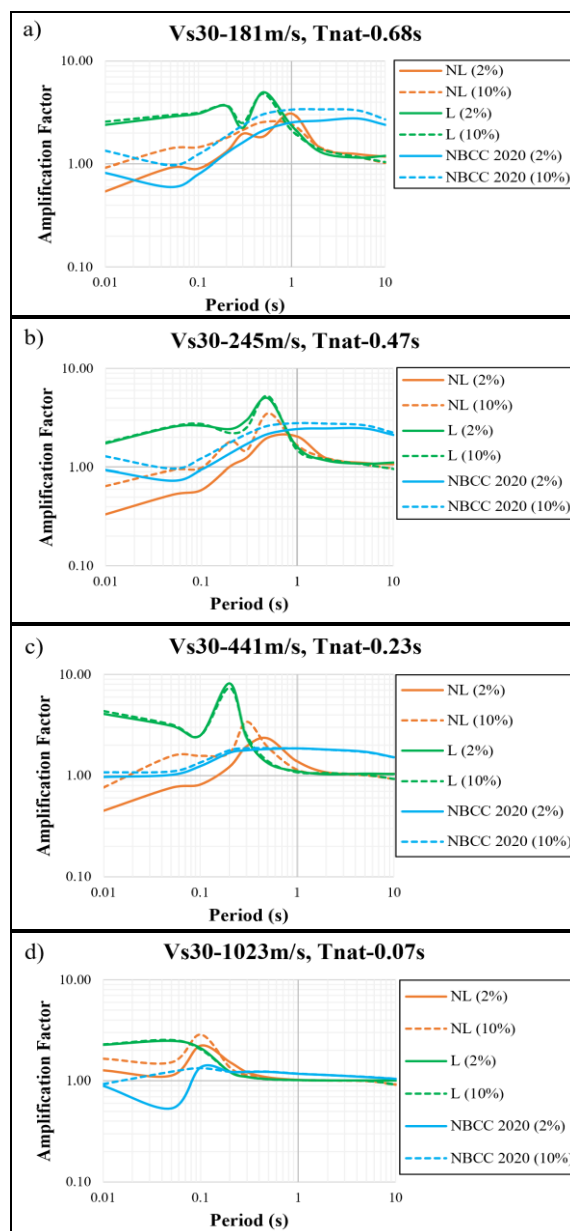 a)
Vs30-181m/s, Tnat-0.68s
Amplification Factor
10.00
1.00
0.10
0.01
0.1
1
10
Period (s)
NL (2%)
NL (10%)
L (2%)
L (10%)
NBCC 2020 (2%)
NBCC 2020 (10%)
b)
Vs30-245m/s, Tnat-0.47s
Amplification Factor
10.00
1.00
0.10
0.01
0.1
1
10
Period (s)
NL (2%)
NL (10%)
L (2%)
L (10%)
NBCC 2020 (2%)
NBCC 2020 (10%)
c)
Vs30-441m/s, Tnat-0.23s
Amplification Factor
10.00
1.00
0.10
0.01
0.1
1
10
Period (s)
NL (2%)
NL (10%)
L (2%)
L (10%)
NBCC 2020 (2%)
NBCC 2020 (10%)
d)
Vs30-1023m/s, Tnat-0.07s
Amplification Factor
10.00
1.00
0.10
0.01
0.1
1
10
Period (s)
NL (2%)
NL (10%)
L (2%)
L (10%)
NBCC 2020 (2%)
NBCC 2020 (10%)